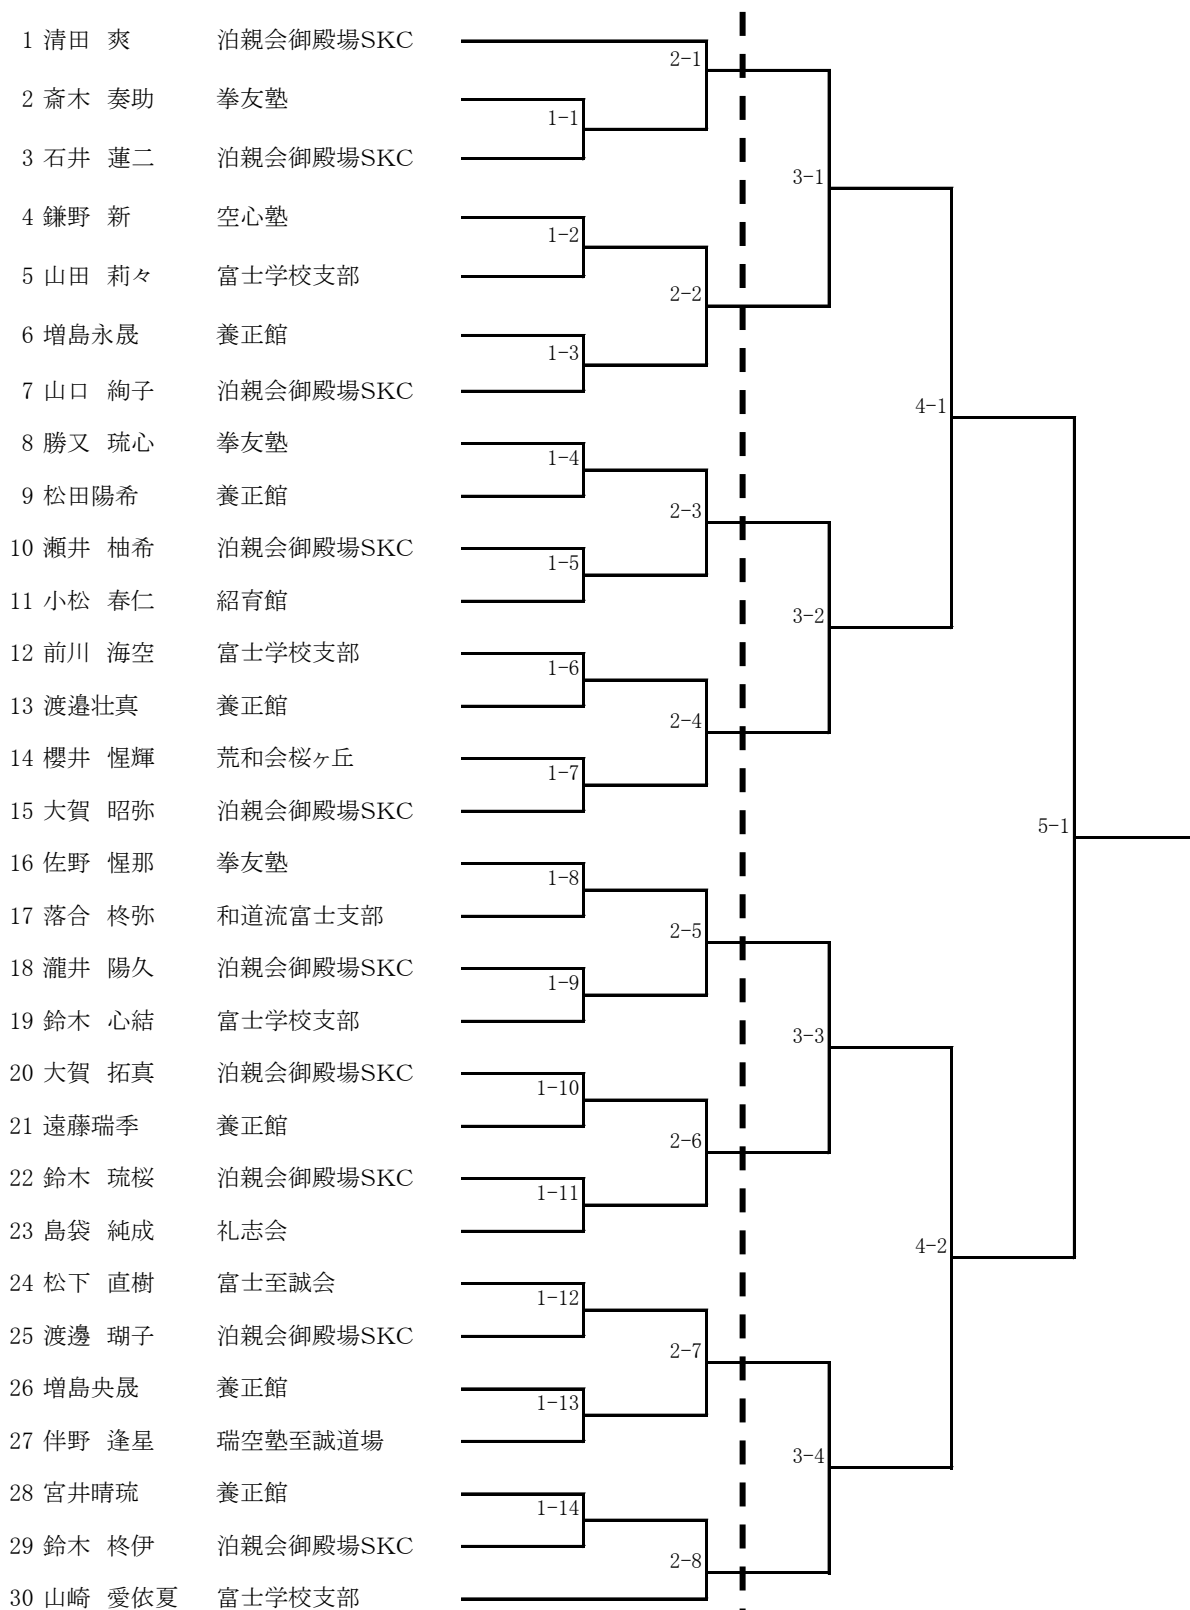 1 清田 爽 泊親会御殿場SKC
2-1
2 斎木 奏助 拳友塾
1-1
3 石井 蓮二 泊親会御殿場SKC
3-1
4 鎌野 新 空心塾
1-2
5 山田 莉々 富士学校支部
2-2
6 増島永晟 養正館
1-3
7 山口 絢子 泊親会御殿場SKC
4-1
8 勝又 琉心 拳友塾
1-4
9 松田陽希 養正館
2-3
10 瀬井 柚希 泊親会御殿場SKC
1-5
11 小松 春仁 紹育館
3-2
12 前川 海空 富士学校支部
1-6
13 渡邉壮真 養正館
2-4
14 櫻井 惺輝 荒和会桜ヶ丘
1-7
15 大賀 昭弥 泊親会御殿場SKC
5-1
16 佐野 惺那 拳友塾
1-8
17 落合 柊弥 和道流富士支部
2-5
18 瀧井 陽久 泊親会御殿場SKC
1-9
19 鈴木 心結 富士学校支部
3-3
20 大賀 拓真 泊親会御殿場SKC
1-10
21 遠藤瑞季 養正館
2-6
22 鈴木 琉桜 泊親会御殿場SKC
1-11
23 島袋 純成 礼志会
4-2
24 松下 直樹 富士至誠会
1-12
25 渡邊 瑚子 泊親会御殿場SKC
2-7
26 増島央晟 養正館
1-13
27 伴野 逢星 瑞空塾至誠道場
3-4
28 宮井晴琉 養正館
1-14
29 鈴木 柊伊 泊親会御殿場SKC
2-8
30 山崎 愛依夏 富士学校支部